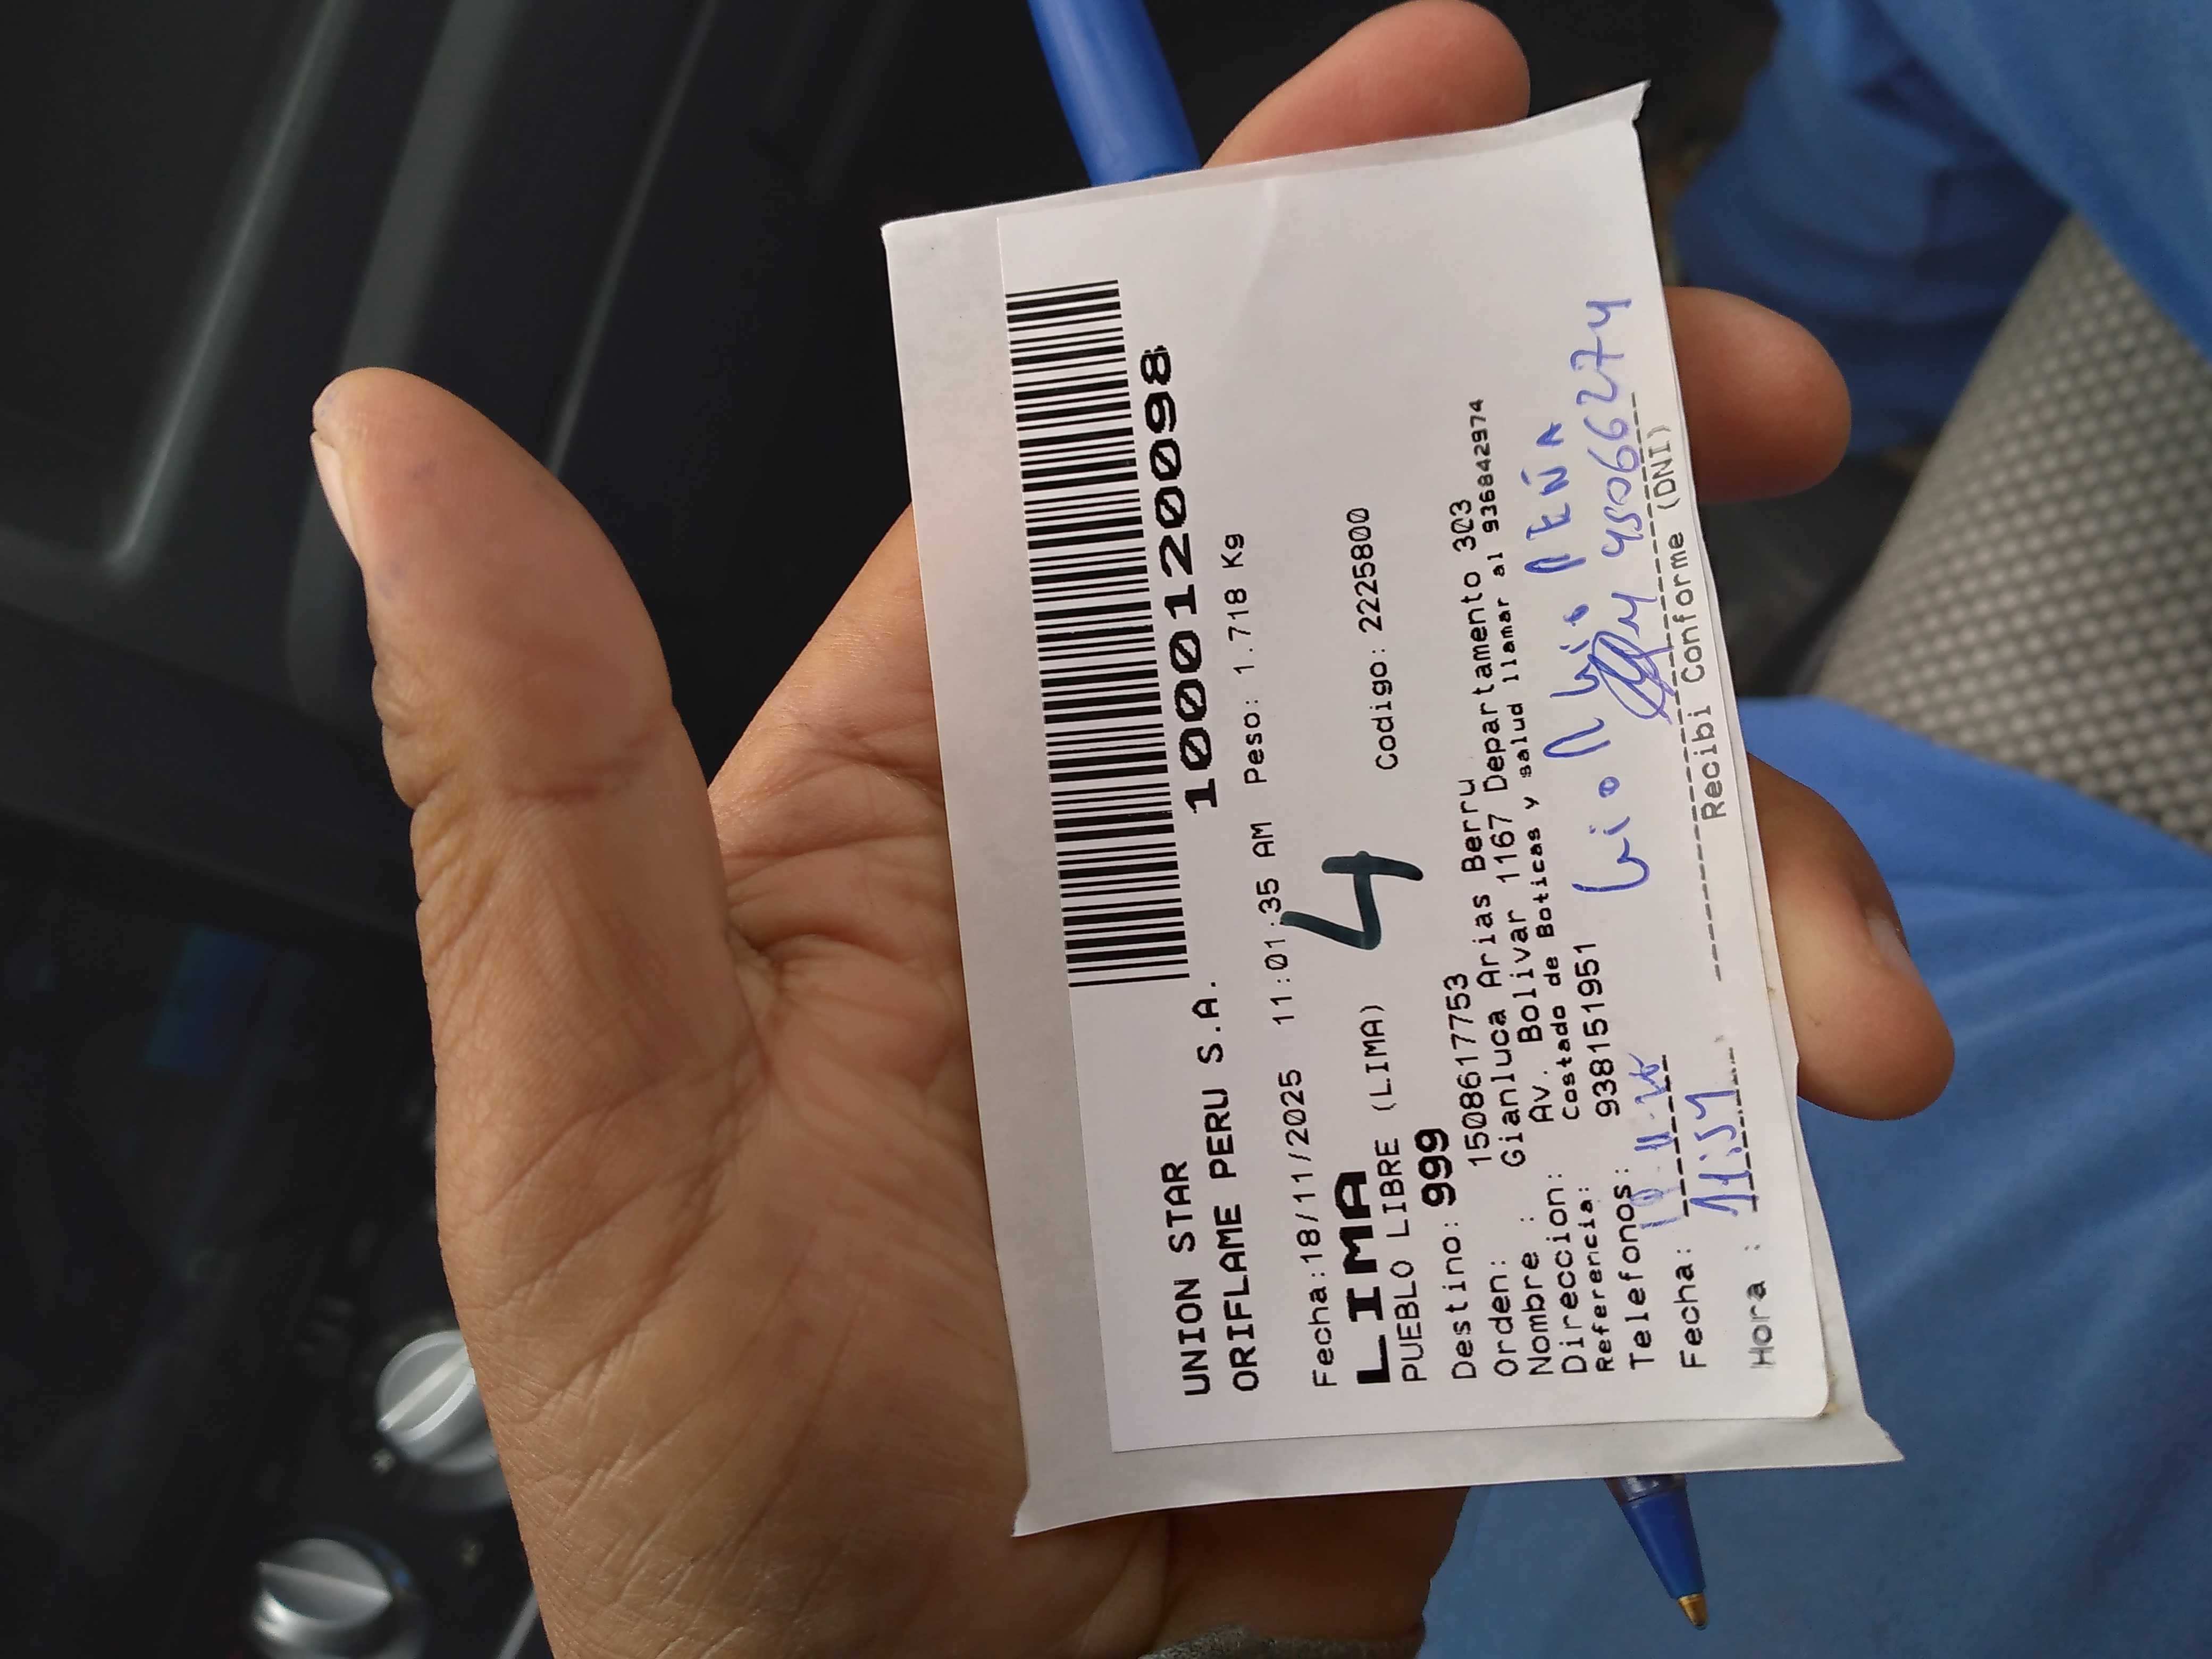 UNION STAR
ORIFLAME PERU S.A.
1000120098
Fecha:18/11/2025 11:01:35 AM Peso: 1.718 Kg
LIMA 4
PUEBLO LIBRE (LIMA) Codigo: 2225800
Destino: 999
Orden: 1508617753
Nombre : Gianluca Arias Berru
Direccion: Av. Bolivar 1167 Departamento 303
Referencia: Costado de Boticas y salud llamar al 936842974
Telefonos: 938151951
PEÑA
Fecha:
Hora :
Recibi Conforme (DNI)